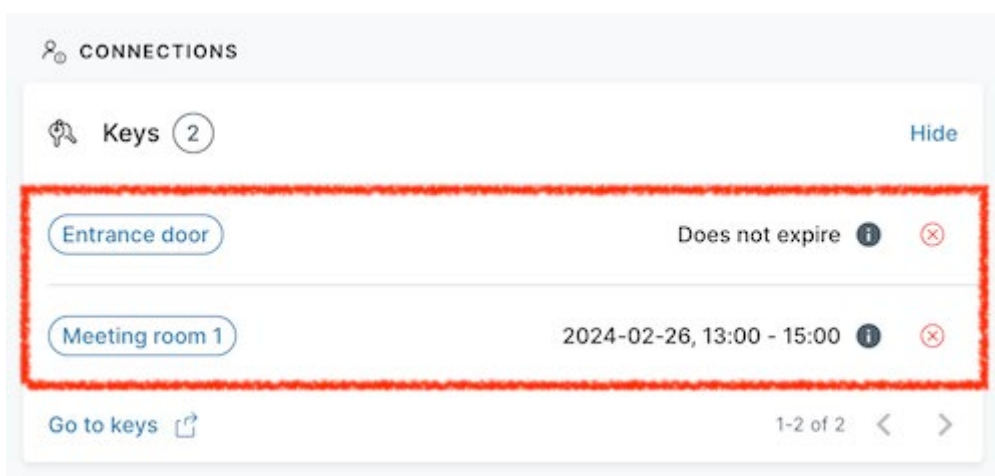 CONNECTIONS
Keys 2
Hide
Entrance door
Does not expire
Meeting room 1
2024-02-26, 13:00 - 15:00
Go to keys
1-2 of 2